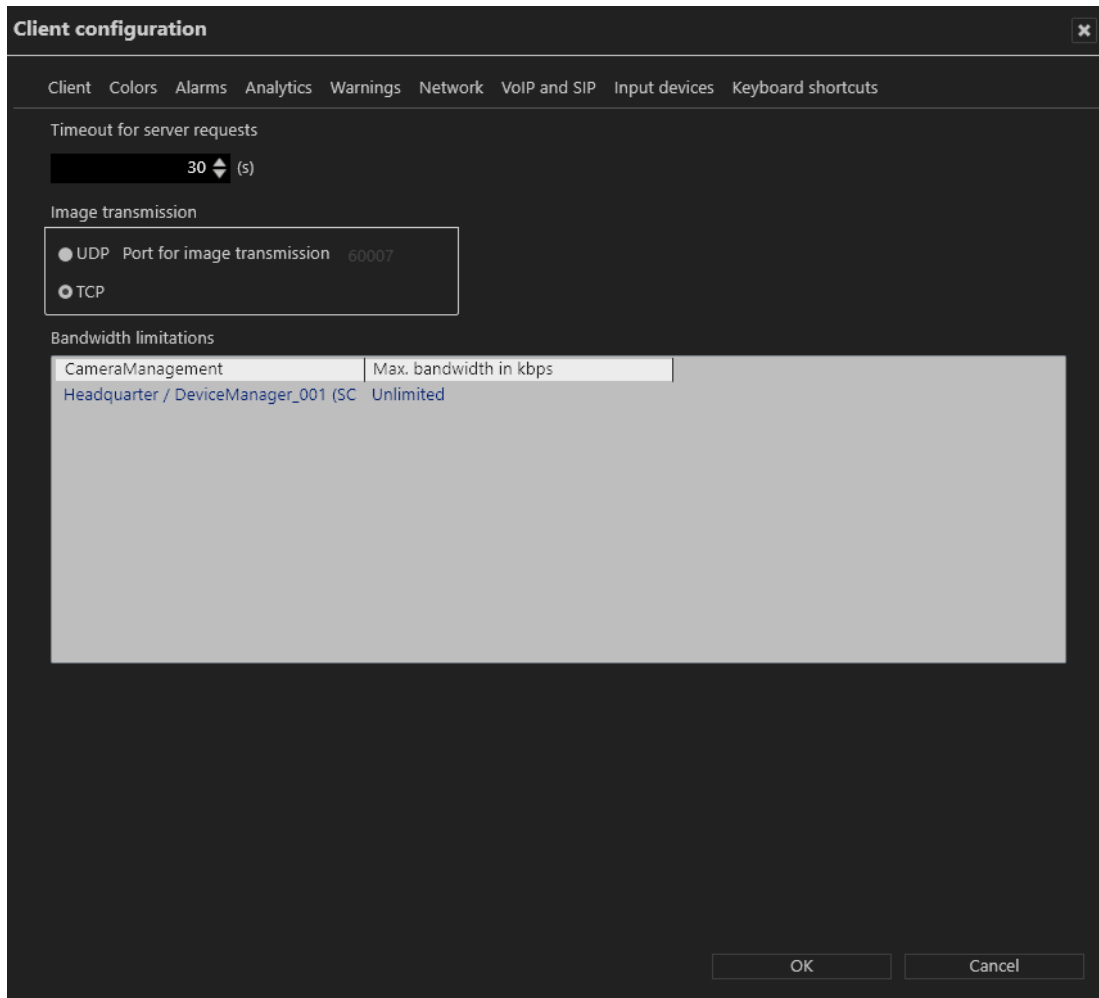 Client configuration
Client Colors Alarms Analytics Warnings Network VoIP and SIP Input devices Keyboard shortcuts
Timeout for server requests
30 (s)
Image transmission
UDP Port for image transmission 60007
TCP
Bandwidth limitations
CameraManagement Max. bandwidth in kbps
Headquarter / DeviceManager_001 (SC Unlimited
OK Cancel